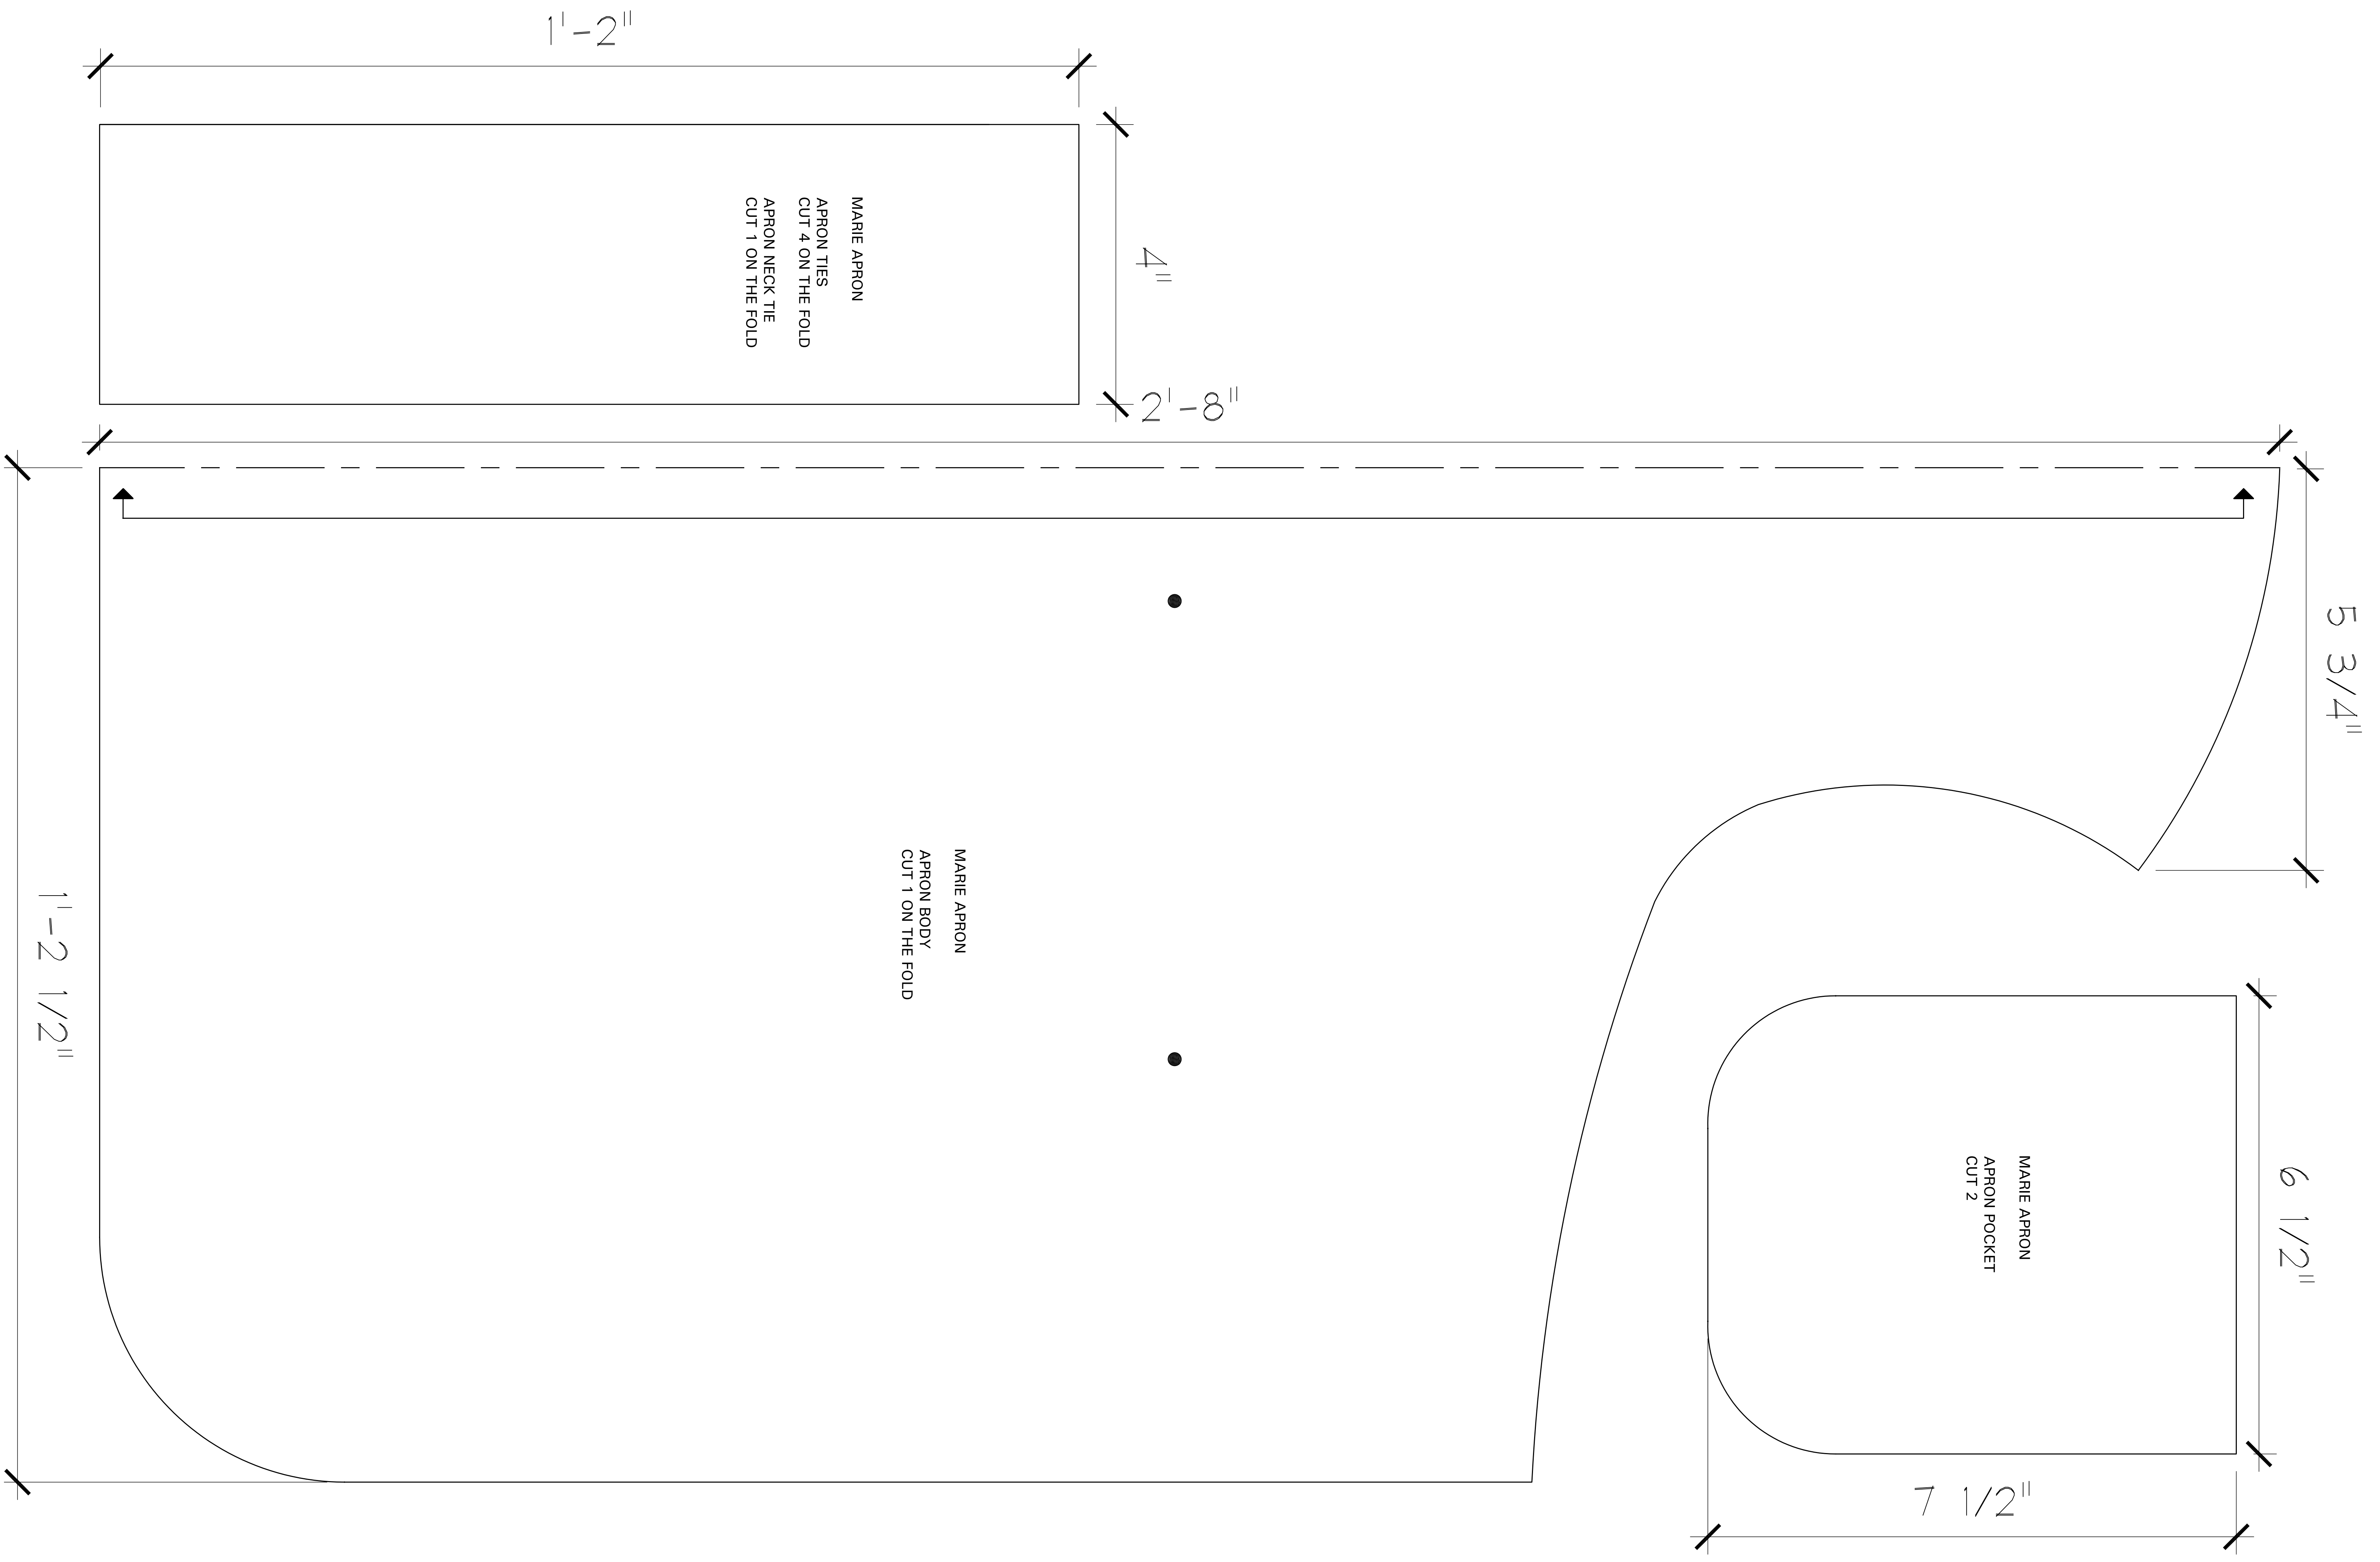 1'-2"
MARIE APRON
APRON TIES
CUT 4 ON THE FOLD
APRON NECK TIE
CUT 1 ON THE FOLD
4"
2'-8"
5 3/4"
1'-2 1/2"
MARIE APRON
APRON BODY
CUT 1 ON THE FOLD
MARIE APRON
APRON POCKET
CUT 2
6 1/2"
7 1/2"